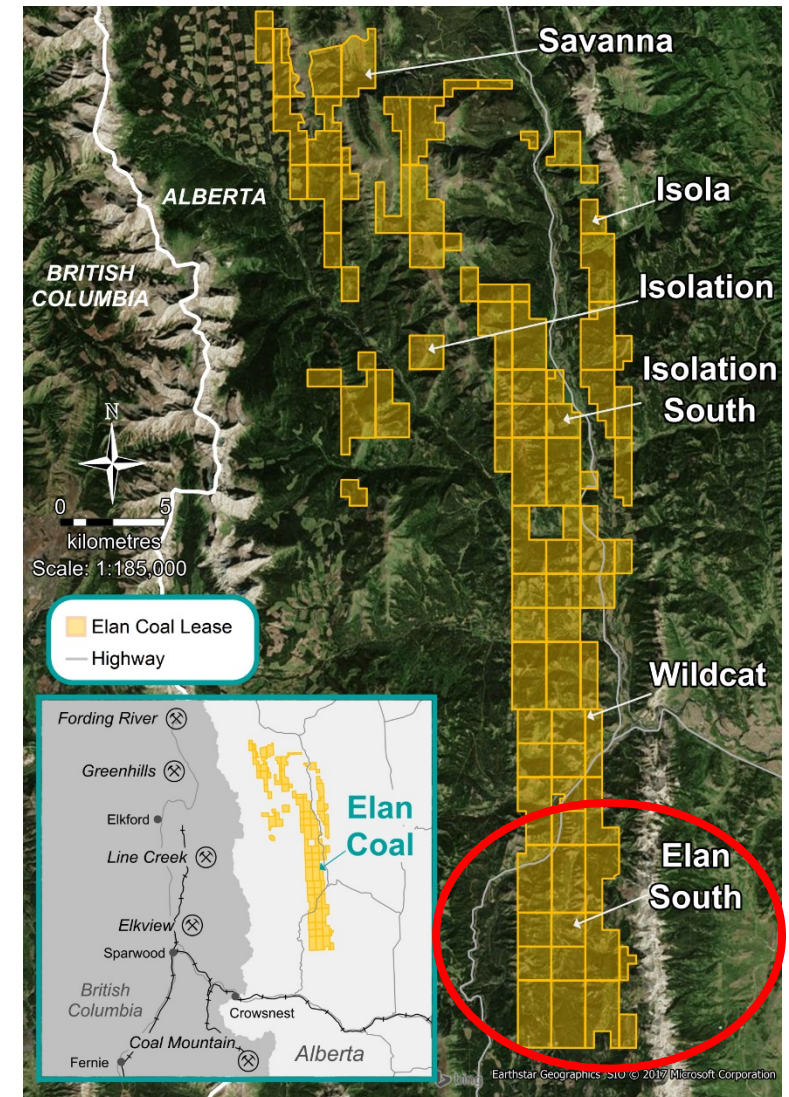 Savanna
Isola
ALBERTA
BRITISH
COLUMBIA
Isolation
Isolation
South
N
0 5
kilometres
Scale: 1:185,000
Elan Coal Lease
Highway
Wildcat
Elan
South
Fording River
Greenhills
Elkford
Line Creek
Elkview
Sparwood
British
Columbia
Coal Mountain
Fernie
Elan
Coal
Crowsnest
Alberta
bing
Earthstar Geographics SIO © 2017 Microsoft Corporation